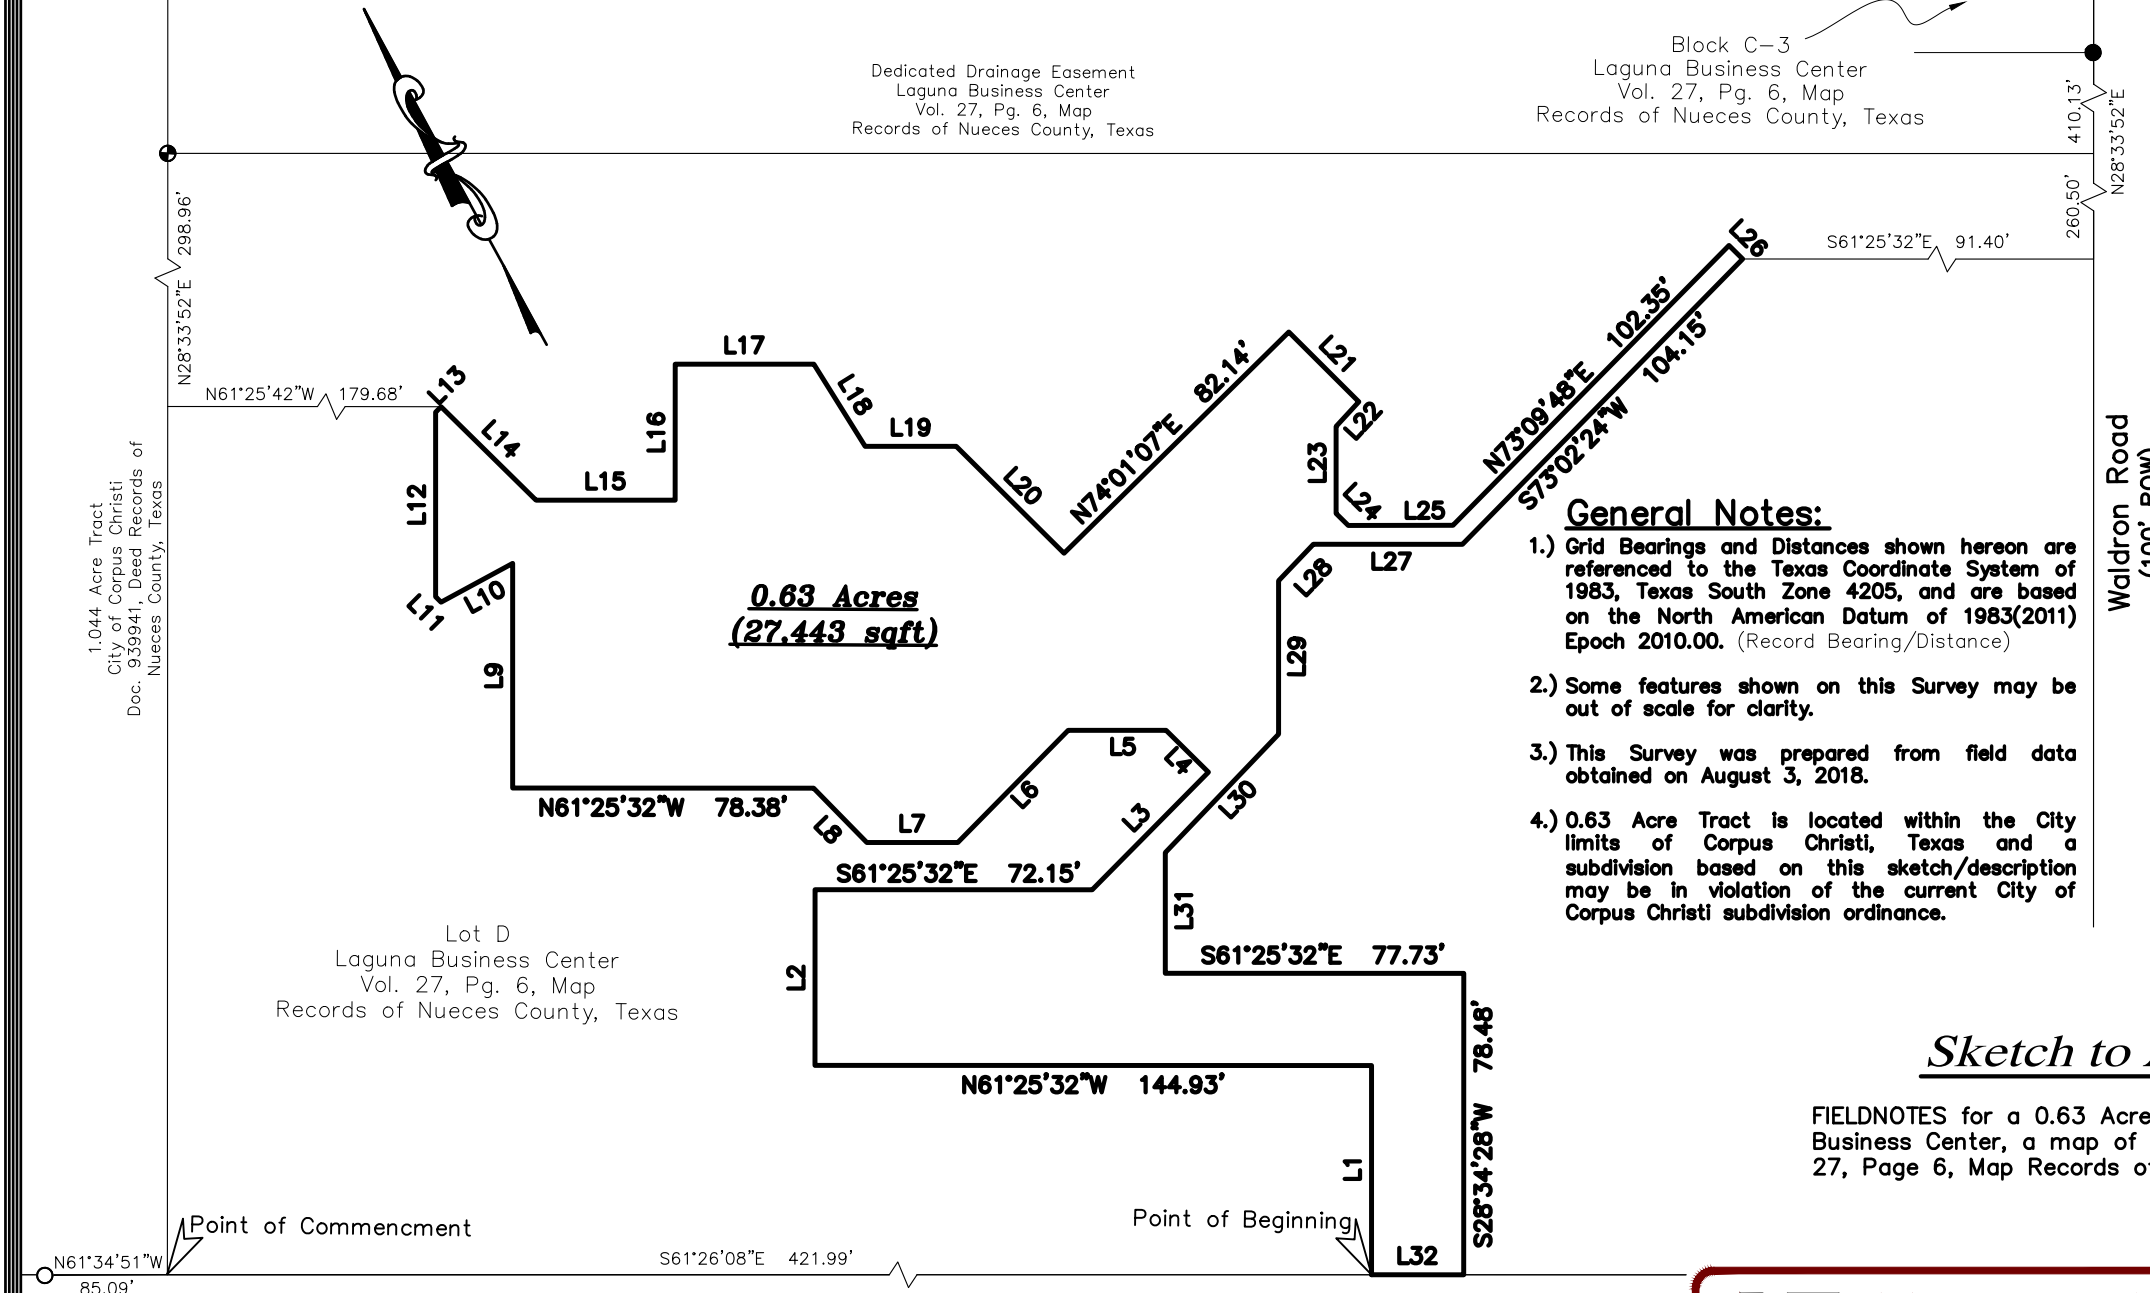 Block C-3
Laguna Business Center
Vol. 27, Pg. 6, Map
Records of Nueces County, Texas
Dedicated Drainage Easement
Laguna Business Center
Vol. 27, Pg. 6, Map
Records of Nueces County, Texas
410.13'
N28°33'52"E
260.50'
N28°33'52"E 298.96'
S61°25'32"E 91.40'
L26
N61°25'42"W 179.68'
L13
L14
L12
L15
L16
L17
L18
L19
L20
N74°01'07"E 82.14'
L21
L22
L23
L24
L25
N73°09'48"E 102.35'
S73°02'24"W 104.15'
L27
L28
L29
L30
L31
L11
L10
L9
0.63 Acres
(27.443 sqft)
1.044 Acre Tract
City of Corpus Christi
Doc. 939941, Deed Records of
Nueces County, Texas
Waldron Road
(100' ROW)
General Notes:
1.) Grid Bearings and Distances shown hereon are
referenced to the Texas Coordinate System of
1983, Texas South Zone 4205, and are based
on the North American Datum of 1983(2011)
Epoch 2010.00. (Record Bearing/Distance)
2.) Some features shown on this Survey may be
out of scale for clarity.
3.) This Survey was prepared from field data
obtained on August 3, 2018.
4.) 0.63 Acre Tract is located within the City
limits of Corpus Christi, Texas and a
subdivision based on this sketch/description
may be in violation of the current City of
Corpus Christi subdivision ordinance.
N61°25'32"W 78.38'
L8
L7
L6
L5
L4
L3
S61°25'32"E 72.15'
L2
N61°25'32"W 144.93'
L1
S61°25'32"E 77.73'
S28°34'28"W 78.48'
L32
Lot D
Laguna Business Center
Vol. 27, Pg. 6, Map
Records of Nueces County, Texas
Sketch to
FIELDNOTES for a 0.63 Acre
Business Center, a map of
27, Page 6, Map Records of
Point of Commencment
Point of Beginning
N61°34'51"W
85.09'
S61°26'08"E 421.99'